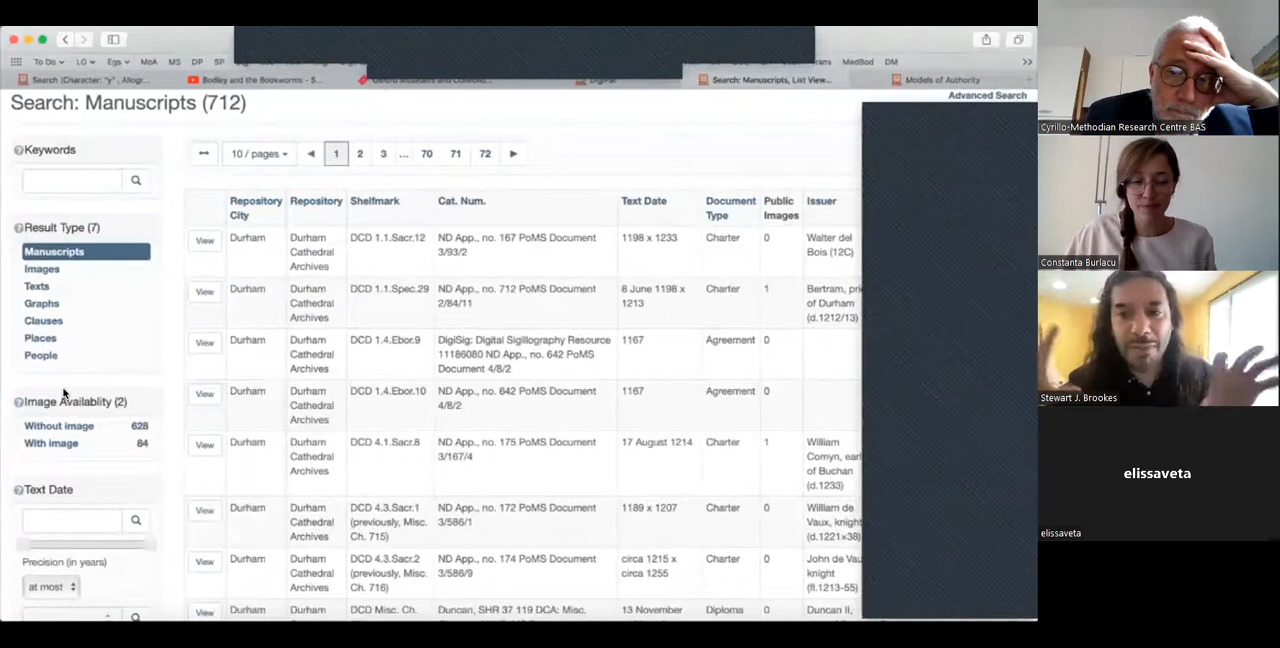 To Do
LG
Egs
MoA
MS
DP
SP
MedBod
DM
Search (Character: "y", Allogr...
Bodley and the Bookworms - S...
Search: Manuscripts, List View...
Models of Authority
Search: Manuscripts (712)
Advanced Search
Keywords
Result Type (7)
Manuscripts
Images
Texts
Graphs
Clauses
Places
People
Image Availablity (2)
Without image 628
With image 84
Text Date
Precision (in years)
at most
10 / pages
1 2 3 ... 70 71 72
Repository City
Repository
Shelfmark
Cat. Num.
Text Date
Document Type
Public Images
Issuer
View
Durham
Durham Cathedral Archives
DCD 1.1.Sacr.12
ND App., no. 167 PoMS Document 3/93/2
1198 x 1233
Charter
0
Walter del Bois (12C)
View
Durham
Durham Cathedral Archives
DCD 1.1.Spec.29
ND App., no. 712 PoMS Document 2/84/11
8 June 1198 x 1213
Charter
1
Bertram, of Durham (d.1212/13)
View
Durham
Durham Cathedral Archives
DCD 1.4.Ebor.9
DigiSig: Digital Sigillography Resource 11186080 ND App., no. 642 PoMS Document 4/8/2
1167
Agreement
0
View
Durham
Durham Cathedral Archives
DCD 1.4.Ebor.10
ND App., no. 642 PoMS Document 4/8/2
1167
Agreement
0
View
Durham
Durham Cathedral Archives
DCD 4.1.Sacr.8
ND App., no. 175 PoMS Document 3/167/4
17 August 1214
Charter
1
William Comyn, earl of Buchan (d.1233)
View
Durham
Durham Cathedral Archives
DCD 4.3.Sacr.1 (previously, Misc. Ch. 715)
ND App., no. 172 PoMS Document 3/586/1
1189 x 1207
Charter
0
William de Vaux, knight (d.1221×38)
View
Durham
Durham Cathedral Archives
DCD 4.3.Sacr.2 (previously, Misc. Ch. 716)
ND App., no. 174 PoMS Document 3/586/9
circa 1215 x circa 1255
Charter
0
John de Vau knight (fl.1213-55)
View
Durham
Durham
DCD Misc. Ch.
Duncan, SHR 37 119 DCA: Misc.
13 November
Diploma
0
Duncan II,
Cyrillo-Methodian Research Centre BAS
Constanta Burlacu
Stewart J. Brookes
elissaveta
elissaveta